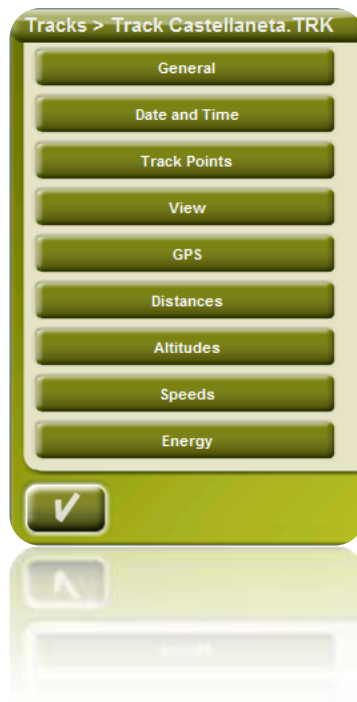 Tracks > Track Castellaneta.TRK
General
Date and Time
Track Points
View
GPS
Distances
Altitudes
Speeds
Energy